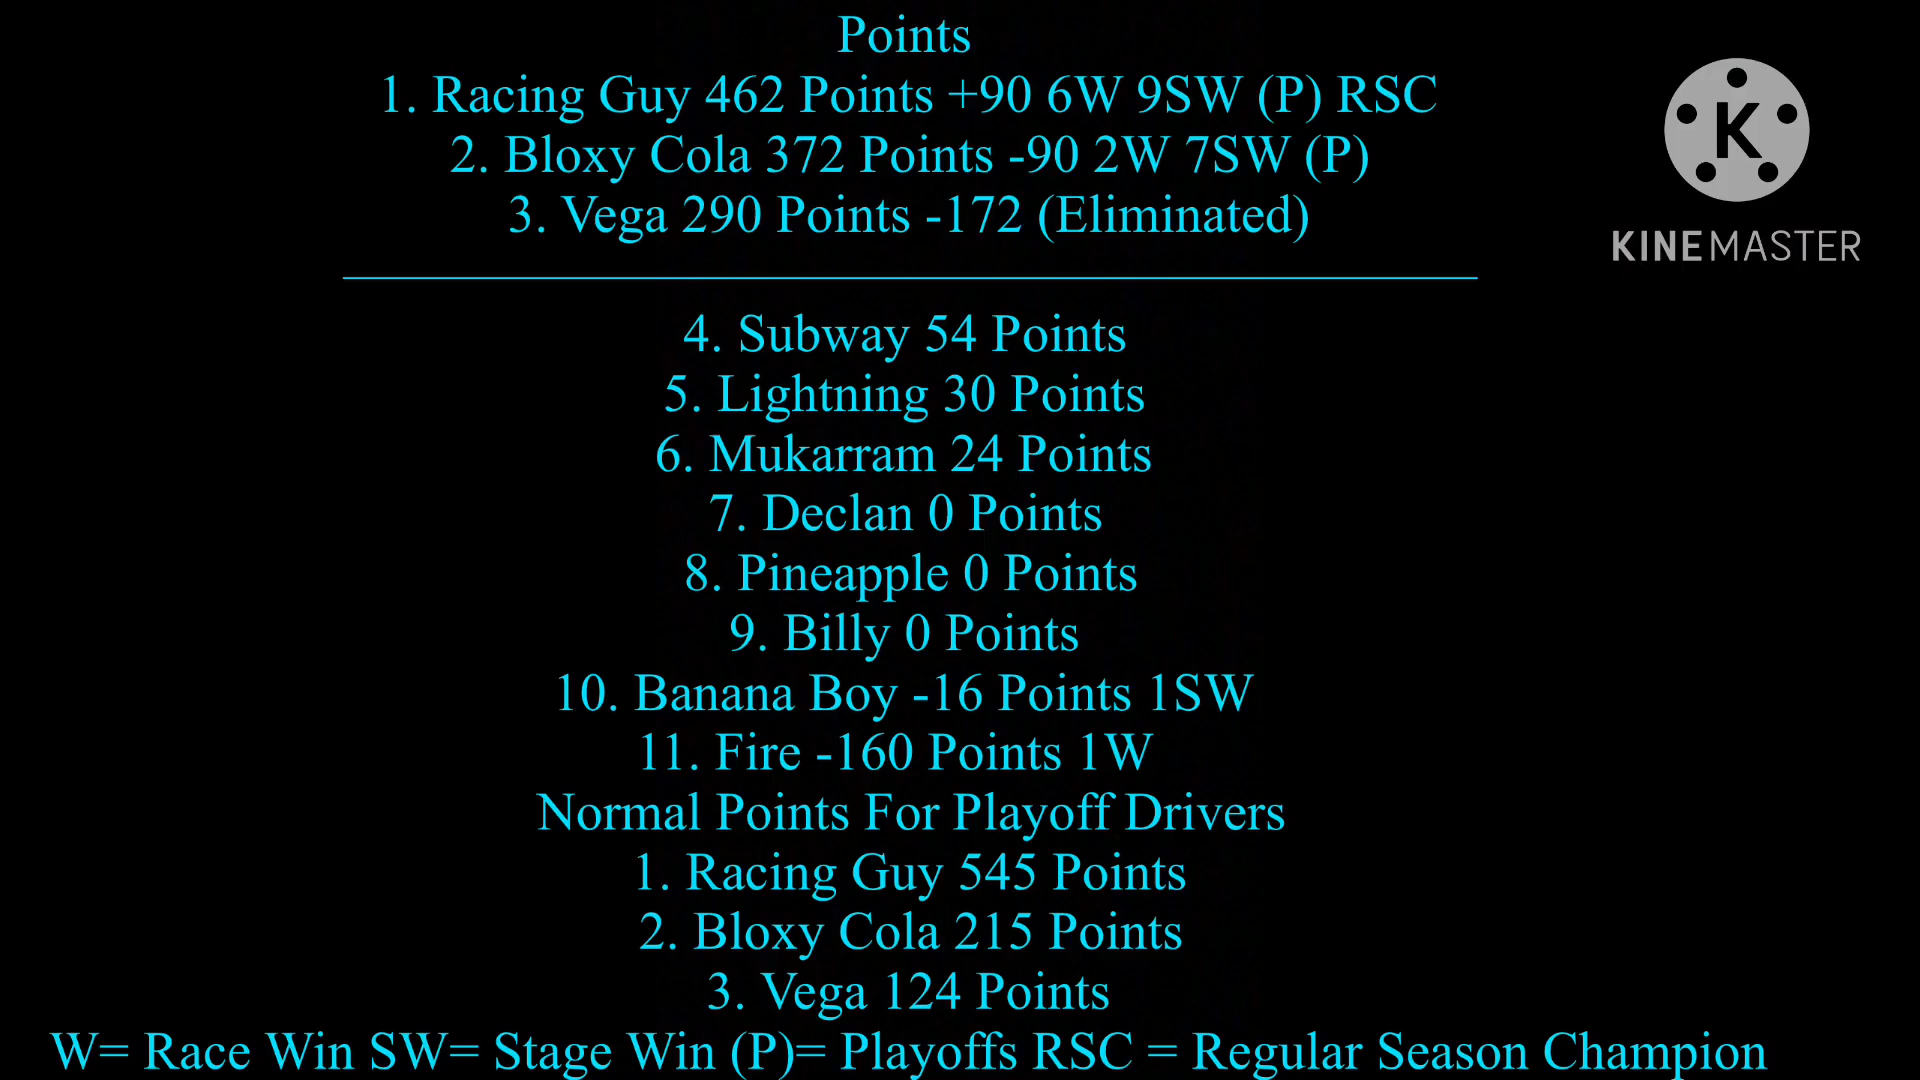 Points
1. Racing Guy 462 Points +90 6W 9SW (P) RSC
2. Bloxy Cola 372 Points -90 2W 7SW (P)
3. Vega 290 Points -172 (Eliminated)
K
KINEMASTER
4. Subway 54 Points
5. Lightning 30 Points
6. Mukarram 24 Points
7. Declan 0 Points
8. Pineapple 0 Points
9. Billy 0 Points
10. Banana Boy -16 Points 1SW
11. Fire -160 Points 1W
Normal Points For Playoff Drivers
1. Racing Guy 545 Points
2. Bloxy Cola 215 Points
3. Vega 124 Points
W= Race Win SW= Stage Win (P)= Playoffs RSC = Regular Season Champion